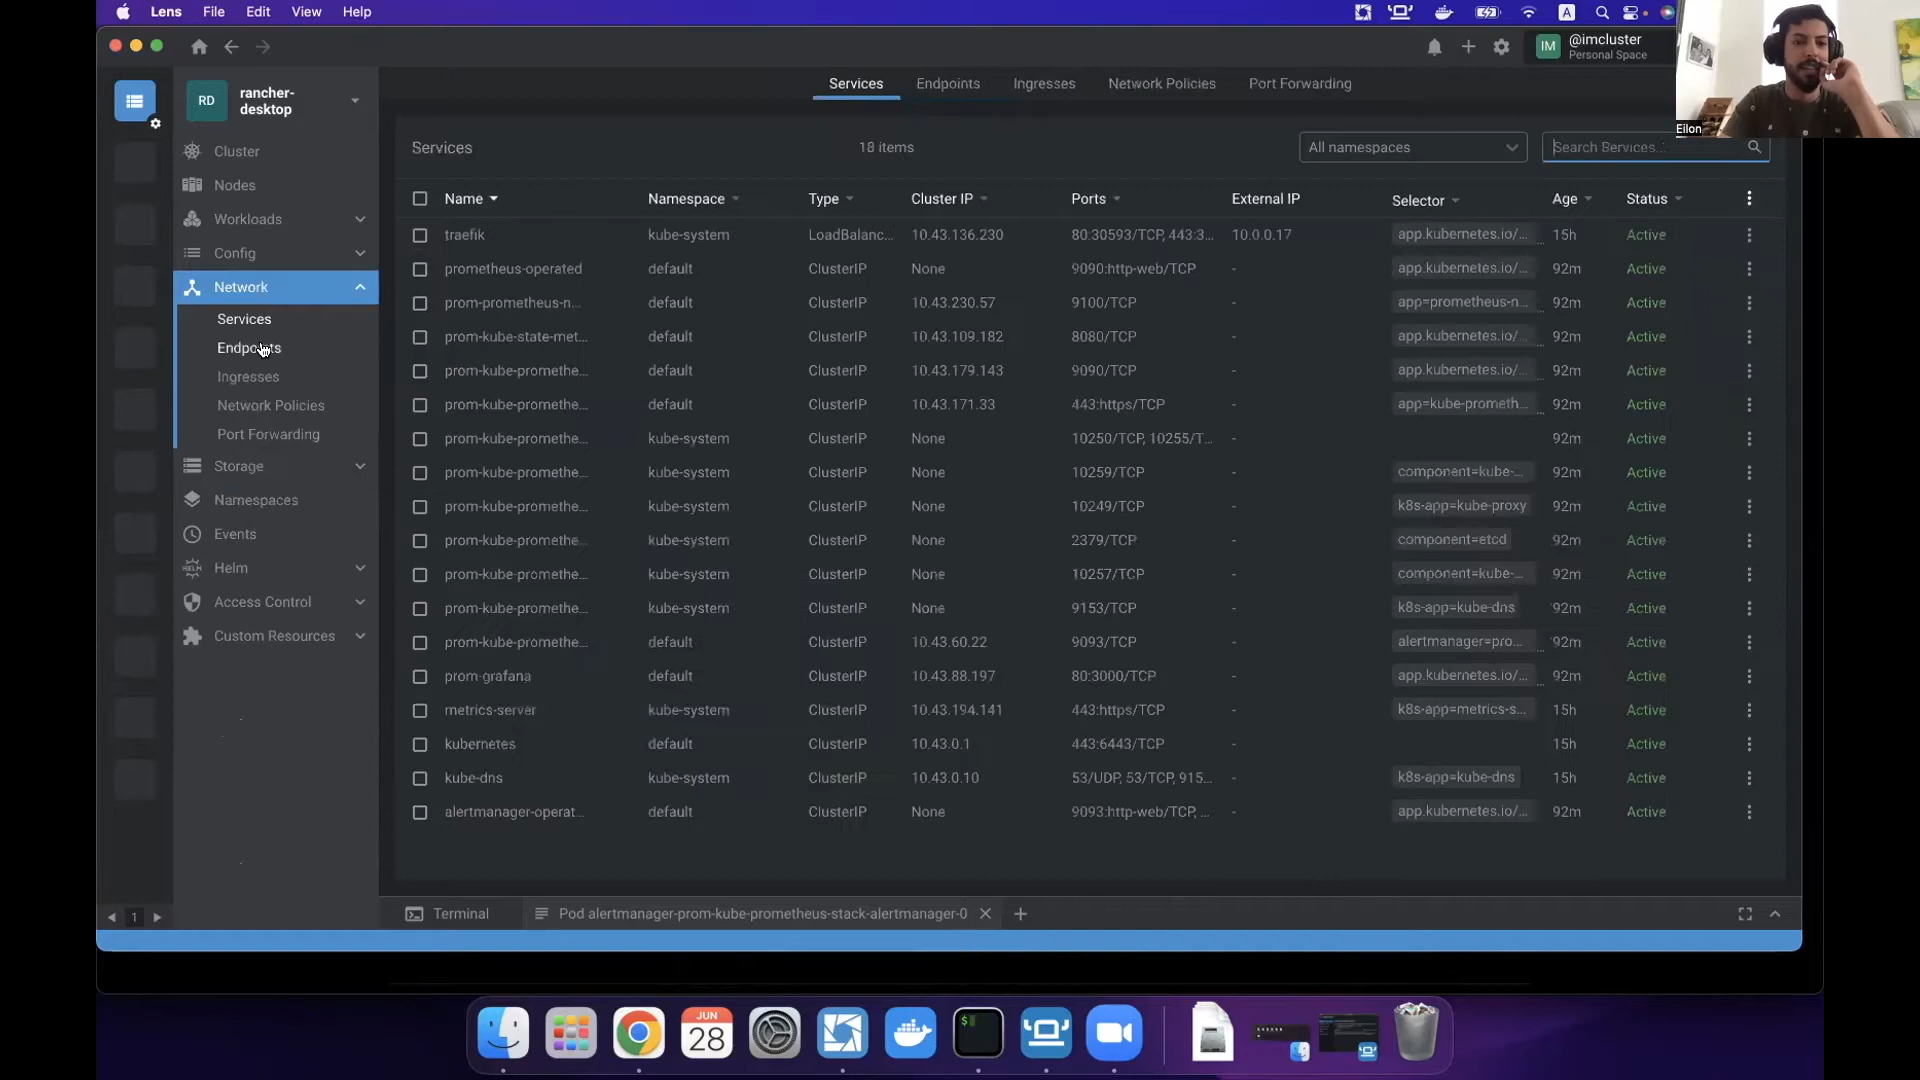 Lens File Edit View Help
A
@imcluster
IM
Personal Space
RD
rancher-
desktop
Services Endpoints Ingresses Network Policies Port Forwarding
Eilon
Cluster
Nodes
Workloads
Config
Network
Services
Endpoints
Ingresses
Network Policies
Port Forwarding
Storage
Namespaces
Events
Helm
Access Control
Custom Resources
Services 18 items All namespaces Search Services...
Name Namespace Type Cluster IP Ports External IP Selector Age Status
traefik kube-system LoadBalanc... 10.43.136.230 80:30593/TCP, 443:3... 10.0.0.17 app.kubernetes.io/... 15h Active
prometheus-operated default ClusterIP None 9090:http-web/TCP - app.kubernetes.io/... 92m Active
prom-prometheus-n... default ClusterIP 10.43.230.57 9100/TCP - app=prometheus-n... 92m Active
prom-kube-state-met... default ClusterIP 10.43.109.182 8080/TCP - app.kubernetes.io/... 92m Active
prom-kube-promethe... default ClusterIP 10.43.179.143 9090/TCP - app.kubernetes.io/... 92m Active
prom-kube-promethe... default ClusterIP 10.43.171.33 443:https/TCP - app=kube-prometh... 92m Active
prom-kube-promethe... kube-system ClusterIP None 10250/TCP, 10255/T... - 92m Active
prom-kube-promethe... kube-system ClusterIP None 10259/TCP - component=kube-... 92m Active
prom-kube-promethe... kube-system ClusterIP None 10249/TCP - k8s-app=kube-proxy 92m Active
prom-kube-promethe... kube-system ClusterIP None 2379/TCP - component=etcd 92m Active
prom-kube-promethe... kube-system ClusterIP None 10257/TCP - component=kube-... 92m Active
prom-kube-promethe... kube-system ClusterIP None 9153/TCP - k8s-app=kube-dns 92m Active
prom-kube-promethe... default ClusterIP 10.43.60.22 9093/TCP - alertmanager=pro... 92m Active
prom-grafana default ClusterIP 10.43.88.197 80:3000/TCP - app.kubernetes.io/... 92m Active
metrics-server kube-system ClusterIP 10.43.194.141 443:https/TCP - k8s-app=metrics-s... 15h Active
kubernetes default ClusterIP 10.43.0.1 443:6443/TCP - 15h Active
kube-dns kube-system ClusterIP 10.43.0.10 53/UDP, 53/TCP, 915... - k8s-app=kube-dns 15h Active
alertmanager-operat... default ClusterIP None 9093:http-web/TCP, ... - app.kubernetes.io/... 92m Active
1
Terminal Pod alertmanager-prom-kube-prometheus-stack-alertmanager-0
JUN
28
$